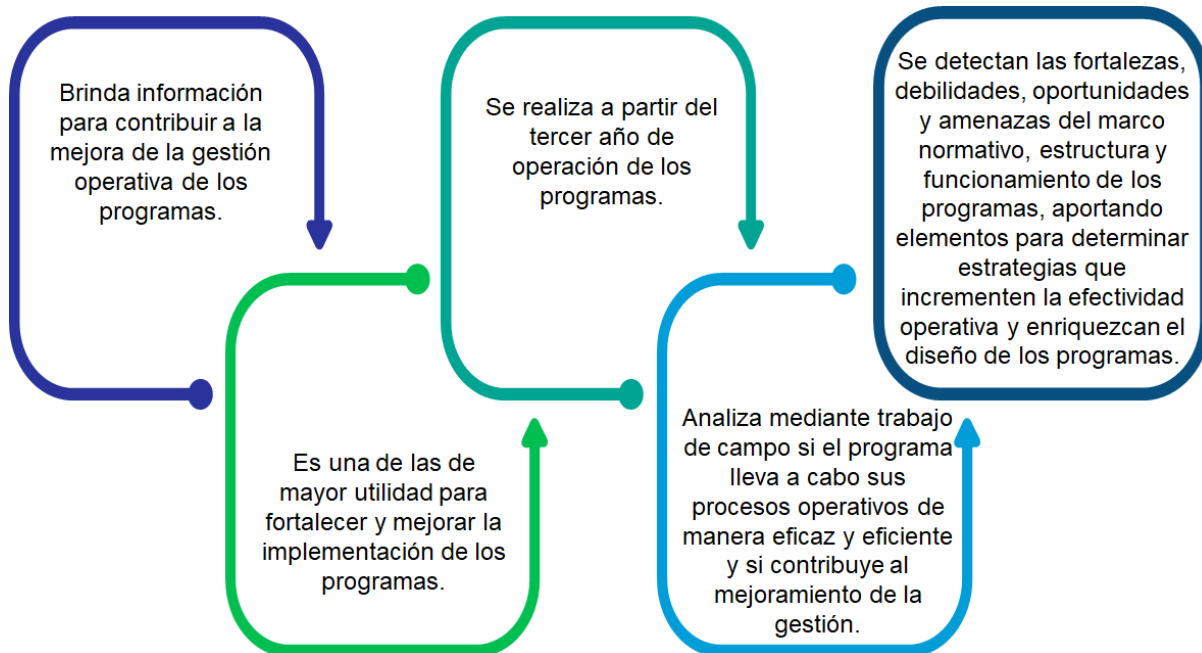 Brinda información
para contribuir a la
mejora de la gestión
operativa de los
programas.
Es una de las de
mayor utilidad para
fortalecer y mejorar la
implementación de los
programas.
Se realiza a partir del
tercer año de
operación de los
programas.
Analiza mediante trabajo
de campo si el programa
lleva a cabo sus
procesos operativos de
manera eficaz y eficiente
y si contribuye al
mejoramiento de la
gestión.
Se detectan las fortalezas,
debilidades, oportunidades
y amenazas del marco
normativo, estructura y
funcionamiento de los
programas, aportando
elementos para determinar
estrategias que
incrementen la efectividad
operativa y enriquezcan el
diseño de los programas.